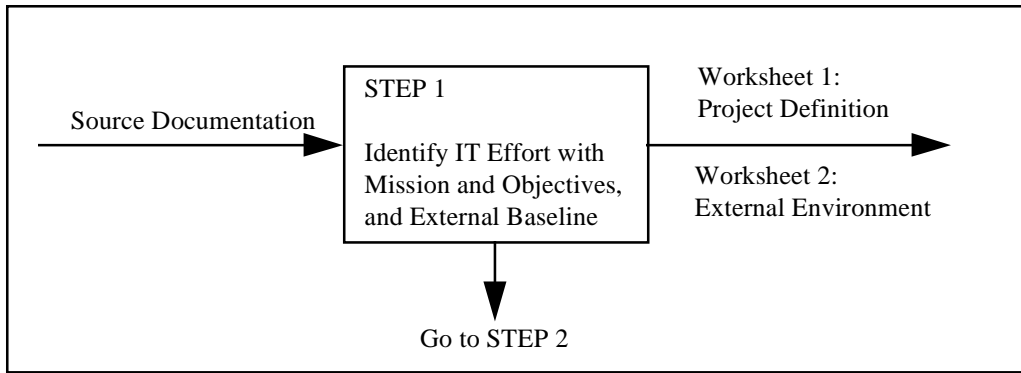 Source Documentation
STEP 1
Identify IT Effort with
Mission and Objectives,
and External Baseline
Worksheet 1:
Project Definition
Worksheet 2:
External Environment
Go to STEP 2